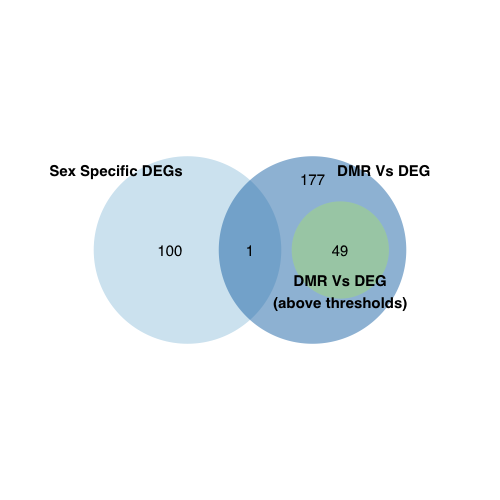 Sex Specific DEGs
DMR Vs DEG
177
100
1
49
DMR Vs DEG
(above thresholds)